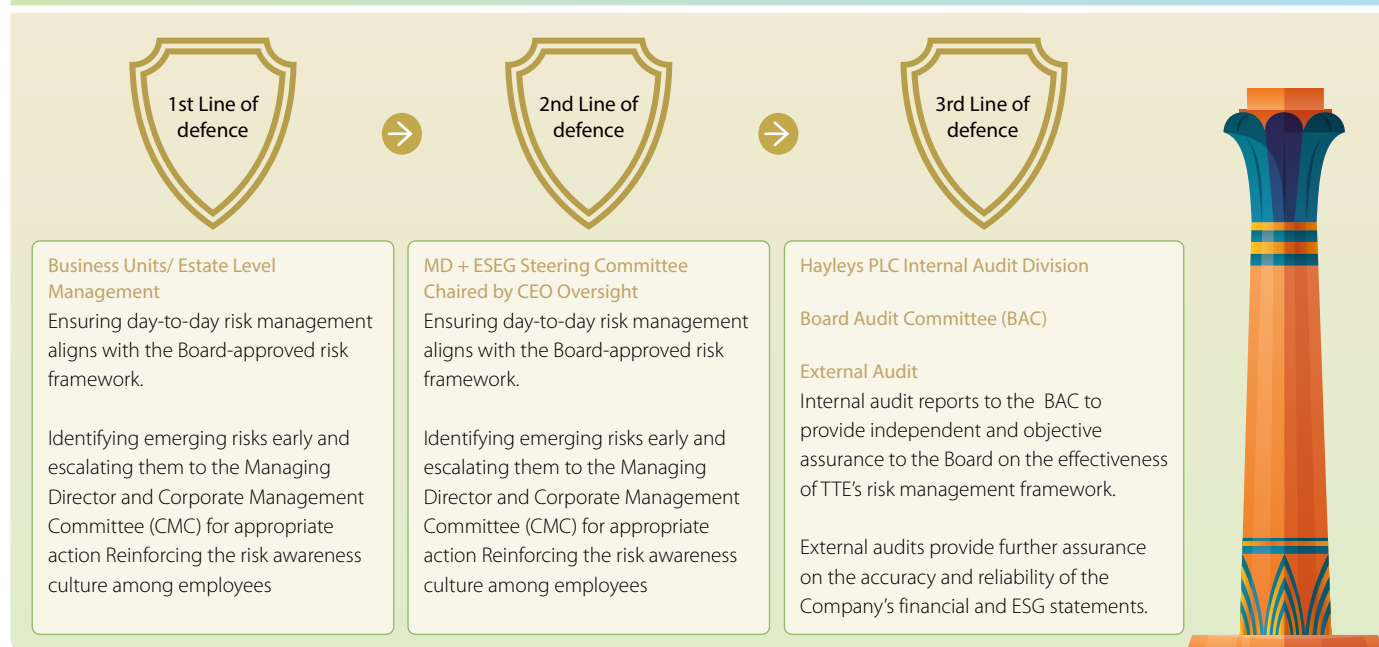 1st Line of
defence
2nd Line of
defence
3rd Line of
defence
Business Units/ Estate Level
Management
Ensuring day-to-day risk management
aligns with the Board-approved risk
framework.
Identifying emerging risks early and
escalating them to the Managing
Director and Corporate Management
Committee (CMC) for appropriate
action Reinforcing the risk awareness
culture among employees
MD + ESEG Steering Committee
Chaired by CEO Oversight
Ensuring day-to-day risk management
aligns with the Board-approved risk
framework.
Identifying emerging risks early and
escalating them to the Managing
Director and Corporate Management
Committee (CMC) for appropriate
action Reinforcing the risk awareness
culture among employees
Hayleys PLC Internal Audit Division
Board Audit Committee (BAC)
External Audit
Internal audit reports to the BAC to
provide independent and objective
assurance to the Board on the effectiveness
of TTE’s risk management framework.
External audits provide further assurance
on the accuracy and reliability of the
Company’s financial and ESG statements.